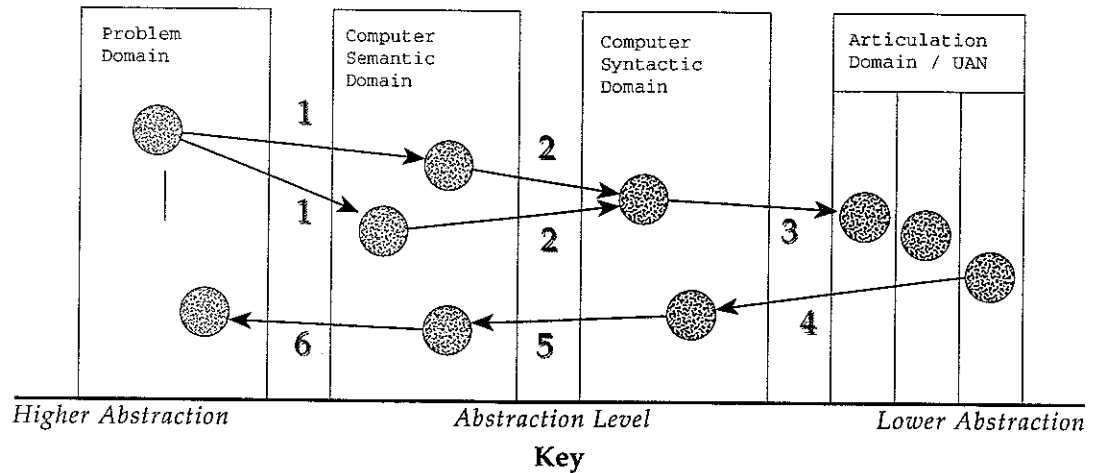 Problem
Domain
Computer
Semantic
Domain
Computer
Syntactic
Domain
Articulation
Domain / UAN
1
2
1
2
3
6
5
4
Higher Abstraction
Abstraction Level
Lower Abstraction
Key